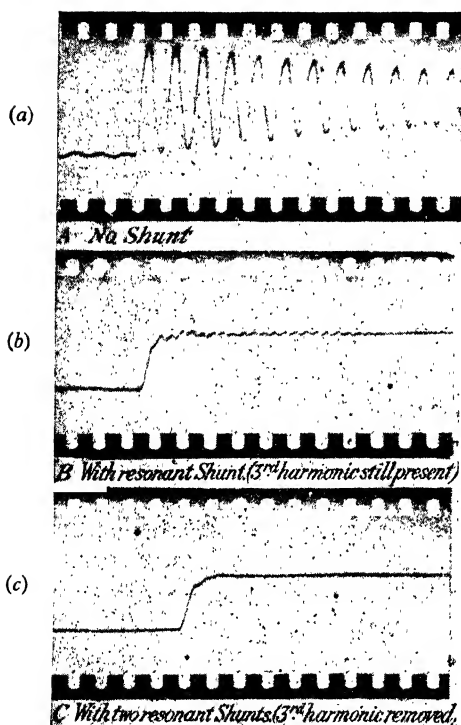 (a)
A No Shunt
(b)
B With resonant Shunt.(3rd harmonic still present)
(c)
C With two resonant Shunts.(3rd harmonic removed.